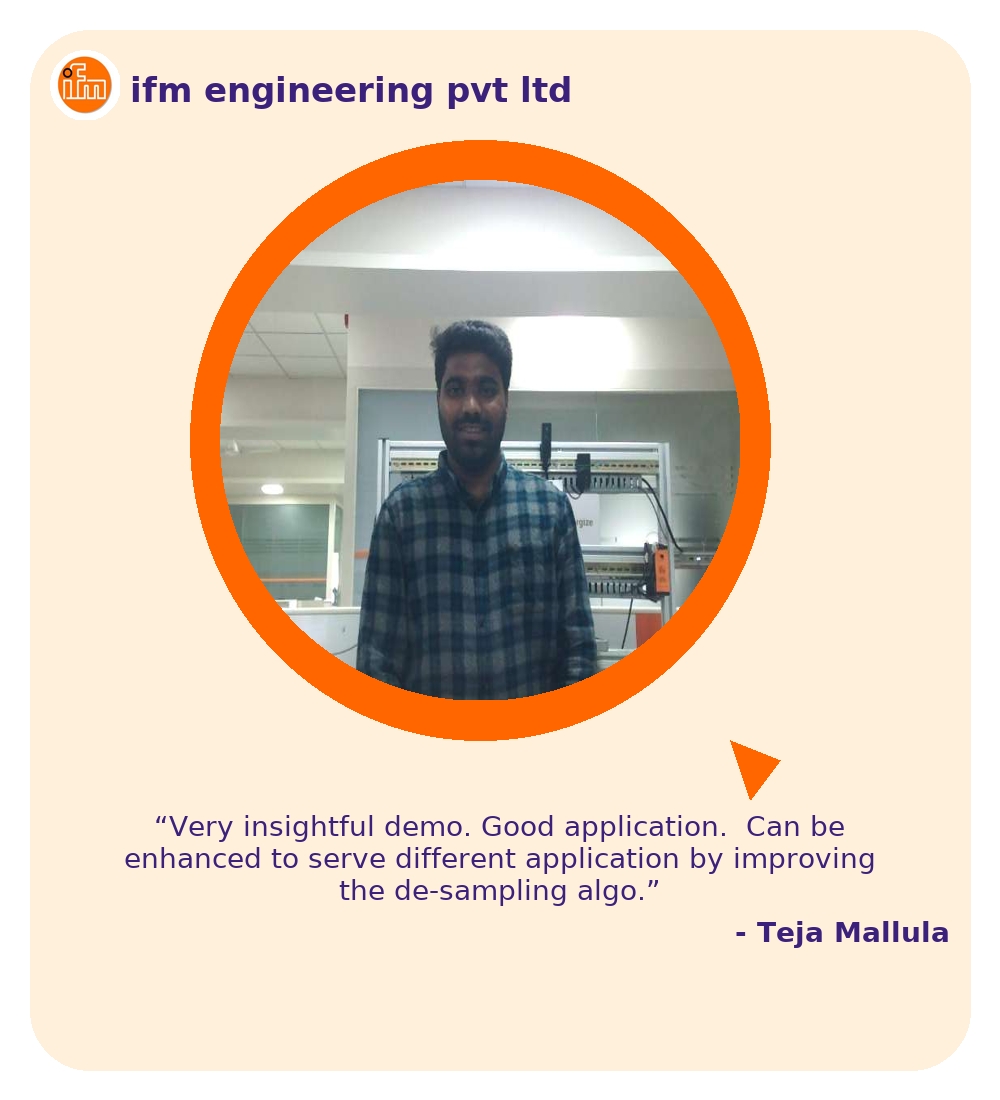 ifm
ifm engineering pvt ltd
“Very insightful demo. Good application.  Can be
enhanced to serve different application by improving
the de-sampling algo.”
- Teja Mallula